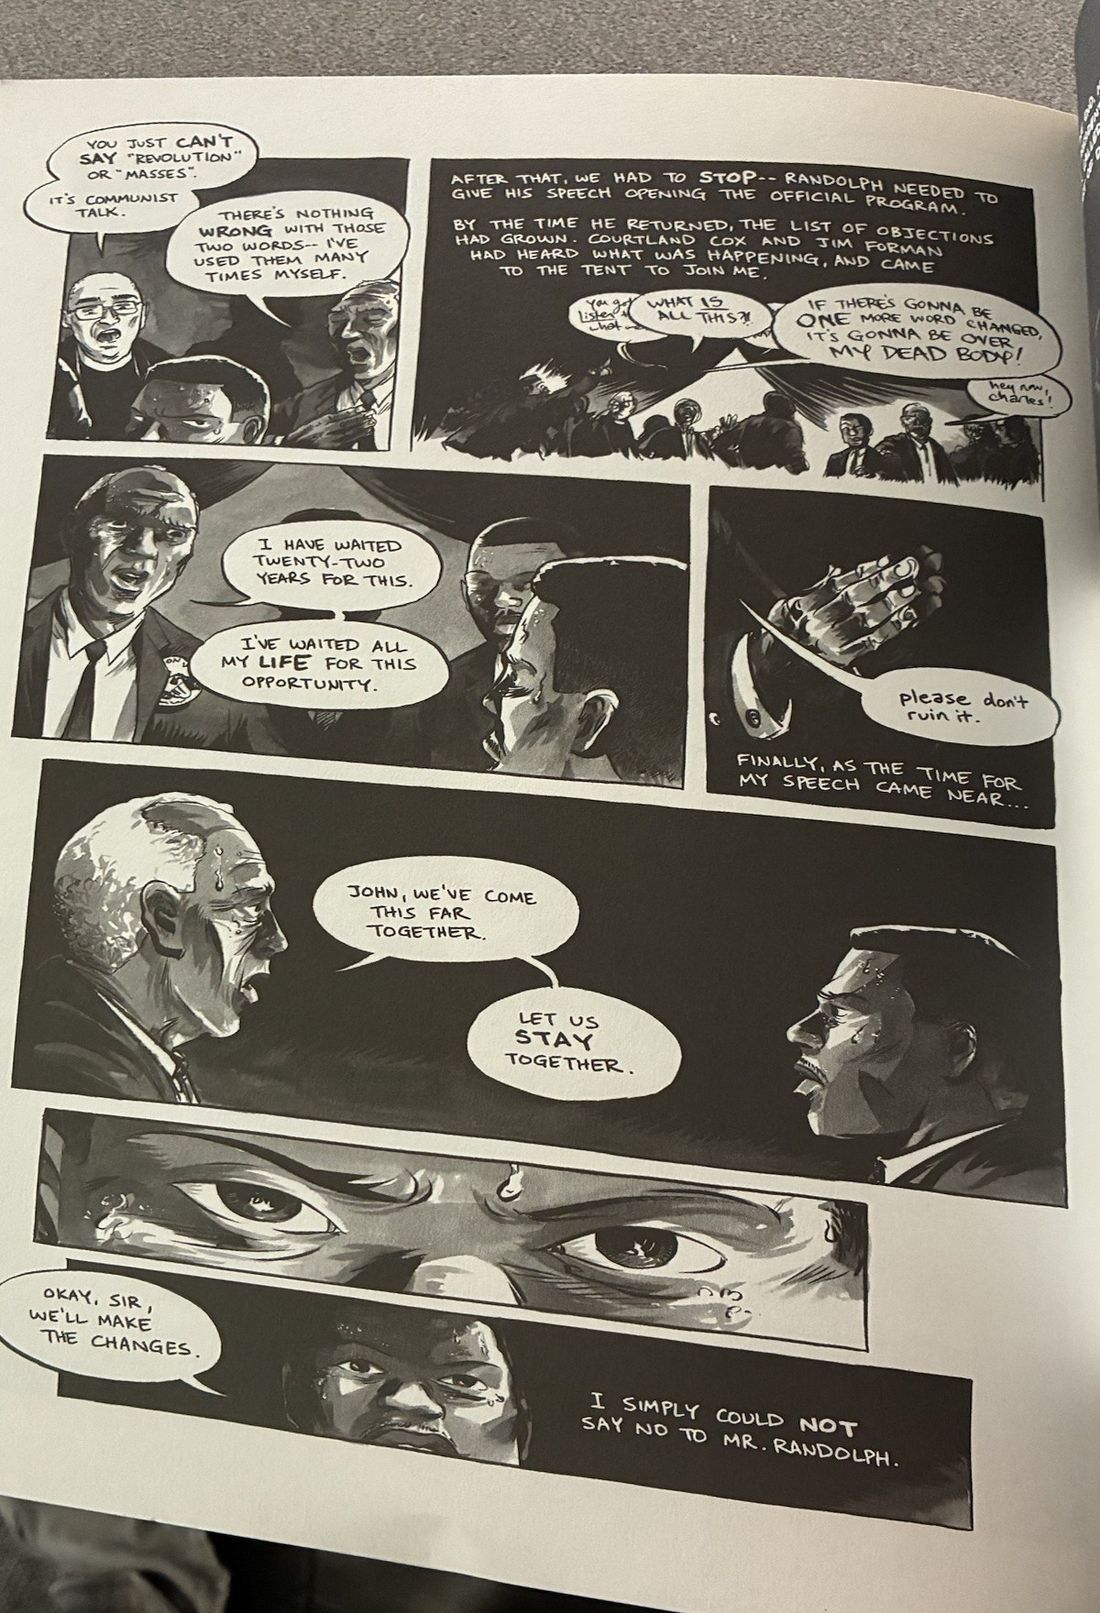 YOU JUST CAN'T
SAY "REVOLUTION"
OR "MASSES".
IT'S COMMUNIST
TALK.
THERE'S NOTHING
WRONG WITH THOSE
TWO WORDS-- I'VE
USED THEM MANY
TIMES MYSELF.
AFTER THAT, WE HAD TO STOP-- RANDOLPH NEEDED TO
GIVE HIS SPEECH OPENING THE OFFICIAL PROGRAM.
BY THE TIME HE RETURNED, THE LIST OF OBJECTIONS
HAD GROWN. COURTLAND COX AND JIM FORMAN
HAD HEARD WHAT WAS HAPPENING, AND CAME
TO THE TENT TO JOIN ME.
You got
listen
WHAT IS
ALL THIS?!
IF THERE'S GONNA BE
ONE MORE WORD CHANGED,
IT'S GONNA BE OVER
MY DEAD BODY!
hey now,
charles!
I HAVE WAITED
TWENTY-TWO
YEARS FOR THIS.
I'VE WAITED ALL
MY LIFE FOR THIS
OPPORTUNITY.
please don't
ruin it.
FINALLY, AS THE TIME FOR
MY SPEECH CAME NEAR...
JOHN, WE'VE COME
THIS FAR
TOGETHER.
LET US
STAY
TOGETHER.
OKAY, SIR,
WE'LL MAKE
THE CHANGES.
I SIMPLY COULD NOT
SAY NO TO MR. RANDOLPH.